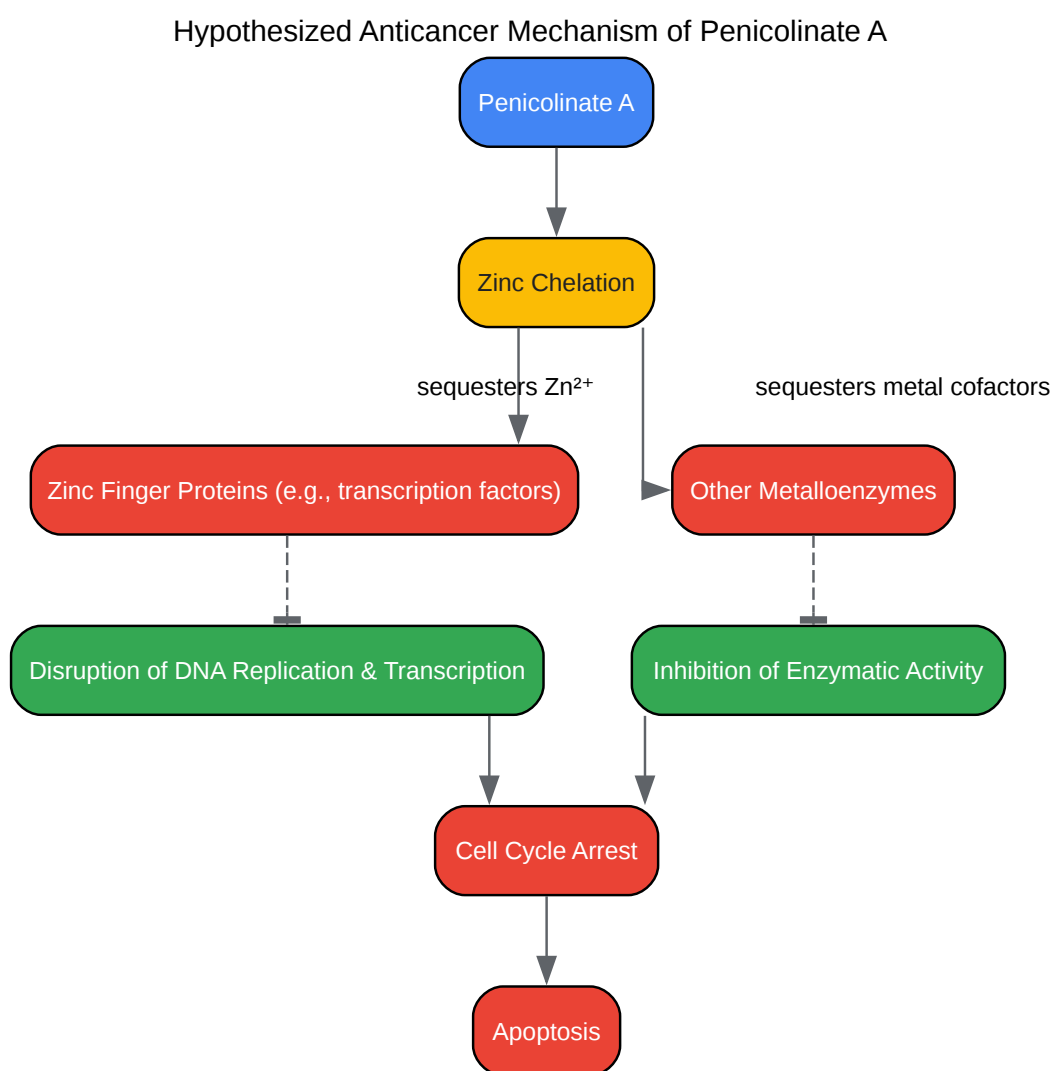 Hypothesized Anticancer Mechanism of Penicolinate A
Penicolinate A
Zinc Chelation
sequesters Zn²⁺
sequesters metal cofactors
Zinc Finger Proteins (e.g., transcription factors)
Other Metalloenzymes
Disruption of DNA Replication & Transcription
Inhibition of Enzymatic Activity
Cell Cycle Arrest
Apoptosis